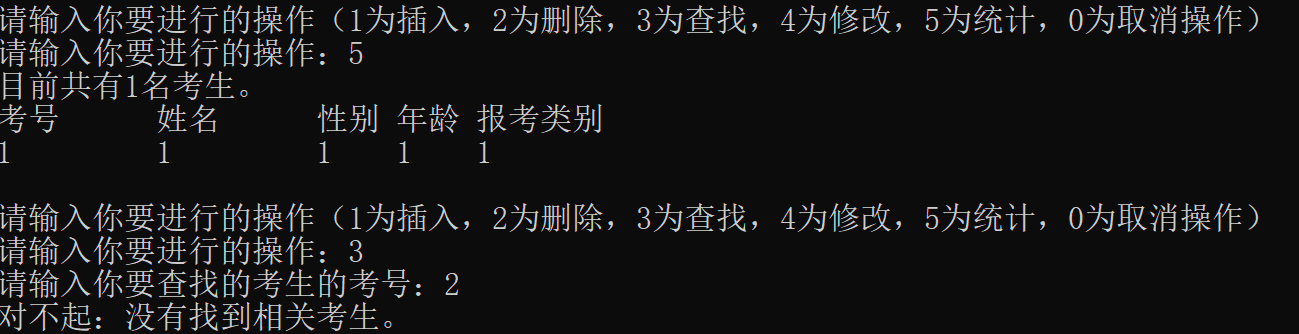 请输入你要进行的操作（1为插入，2为删除，3为查找，4为修改，5为统计，0为取消操作）
请输入你要进行的操作：5
目前共有1名考生。
考号 姓名 性别 年龄 报考类别
1 1 1 1 1
请输入你要进行的操作（1为插入，2为删除，3为查找，4为修改，5为统计，0为取消操作）
请输入你要进行的操作：3
请输入你要查找的考生的考号：2
对不起：没有找到相关考生。